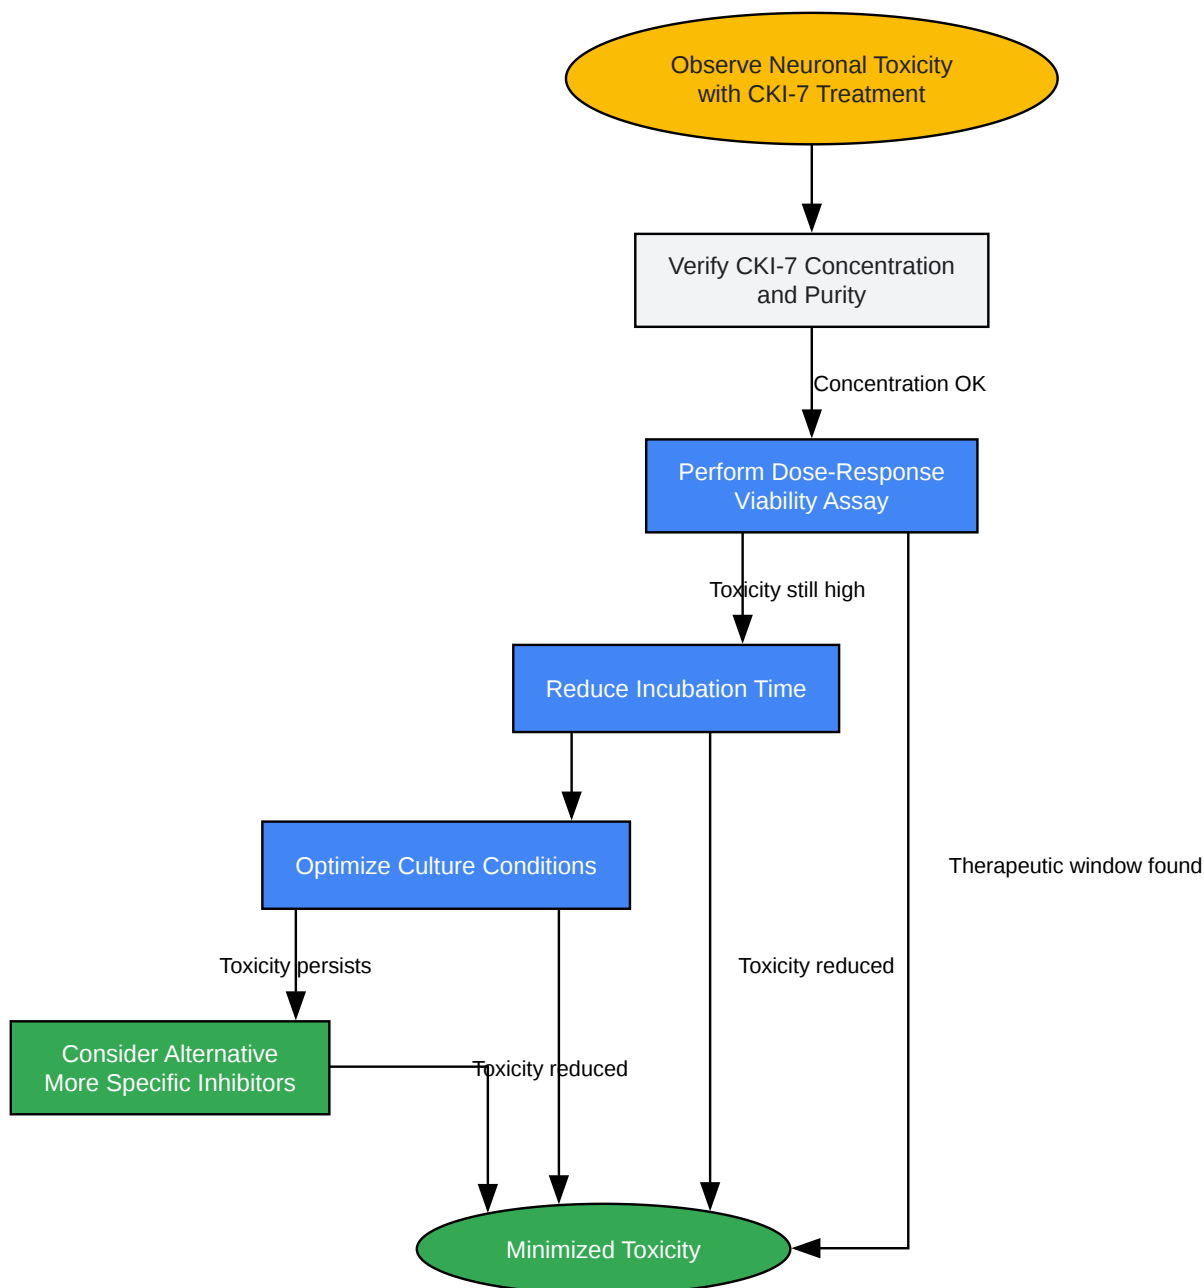 Observe Neuronal Toxicity
with CKI-7 Treatment
Verify CKI-7 Concentration
and Purity
Concentration OK
Perform Dose-Response
Viability Assay
Toxicity still high
Reduce Incubation Time
Optimize Culture Conditions
Therapeutic window found
Toxicity persists
Toxicity reduced
Consider Alternative
More Specific Inhibitors
Toxicity reduced
Minimized Toxicity